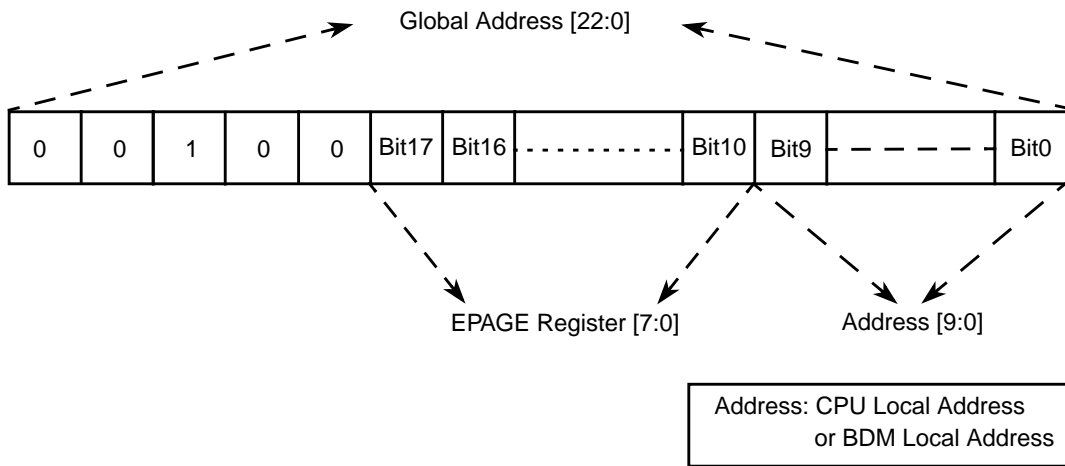 Global Address [22:0]
0 0 1 0 0 Bit17 Bit16 Bit10 Bit9 Bit0
EPAGE Register [7:0] Address [9:0]
Address: CPU Local Address
or BDM Local Address